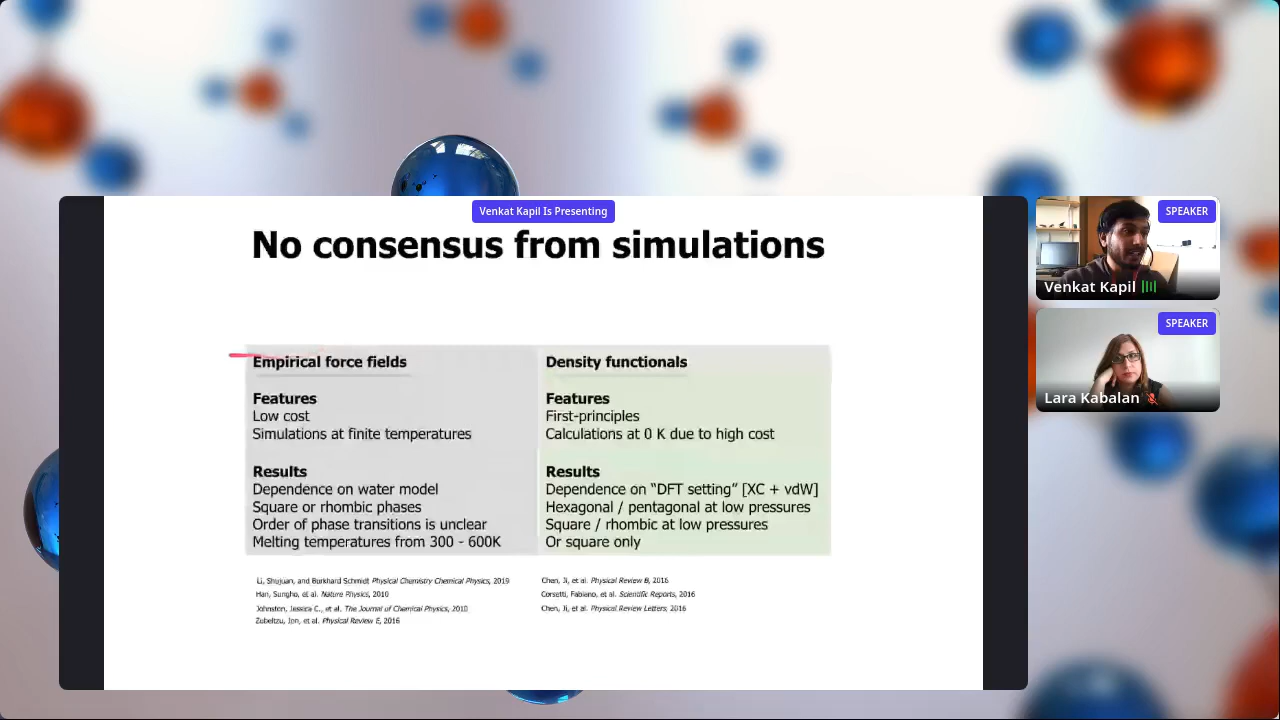 Venkat Kapil Is Presenting
No consensus from simulations
Empirical force fields
Features
Low cost
Simulations at finite temperatures
Results
Dependence on water model
Square or rhombic phases
Order of phase transitions is unclear
Melting temperatures from 300 - 600K
Density functionals
Features
First-principles
Calculations at 0 K due to high cost
Results
Dependence on “DFT setting” [XC + vdW]
Hexagonal / pentagonal at low pressures
Square / rhombic at low pressures
Or square only
Li, Shujuan, and Burkhard Schmidt Physical Chemistry Chemical Physics, 2019
Han, Sungho, et al. Nature Physics, 2010
Johnston, Jessica C., et al. The Journal of Chemical Physics, 2010
Zubeltzu, Jon, et al. Physical Review E, 2016
Chen, Ji, et al. Physical Review B, 2016
Corsetti, Fabiano, et al. Scientific Reports, 2016
Chen, Ji, et al. Physical Review Letters, 2016
SPEAKER
Venkat Kapil
SPEAKER
Lara Kabalan